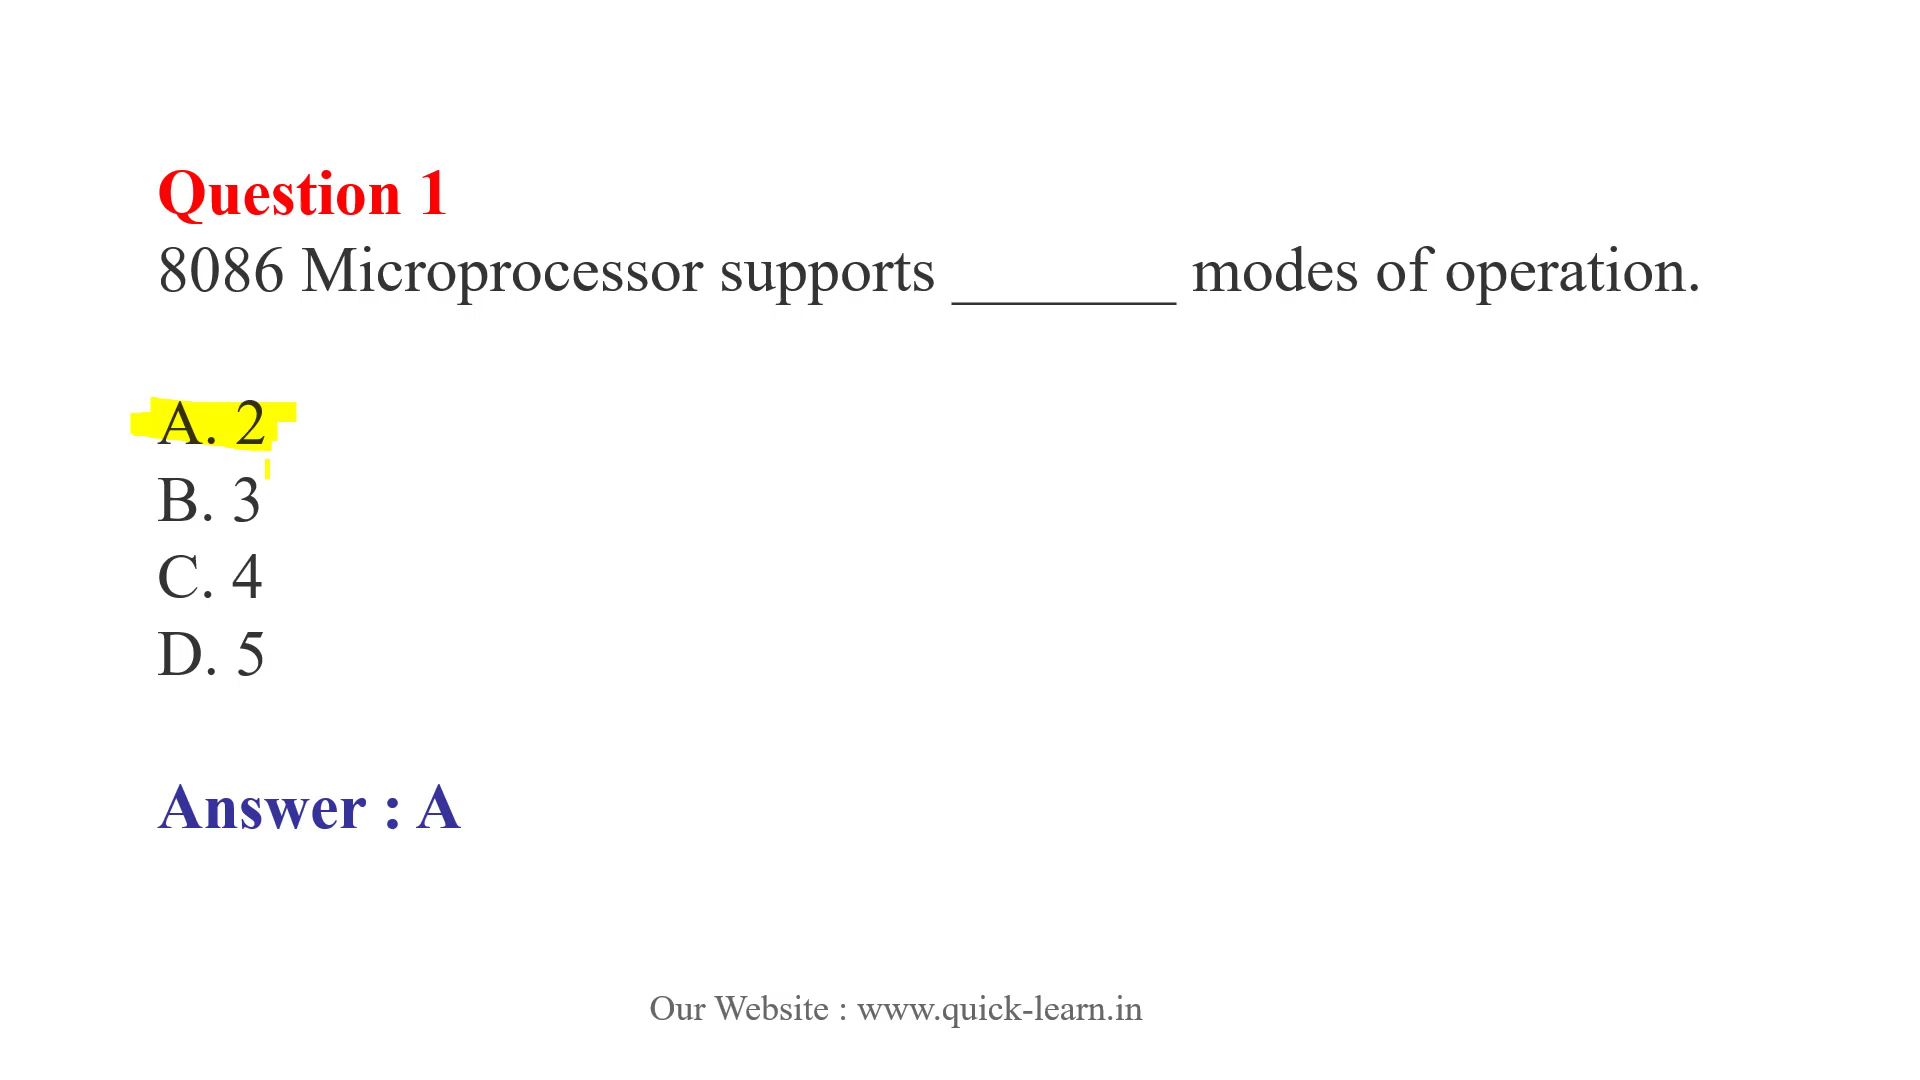 Question 1
8086 Microprocessor supports _______ modes of operation.
A. 2
B. 3
C. 4
D. 5
Answer : A
Our Website : www.quick-learn.in